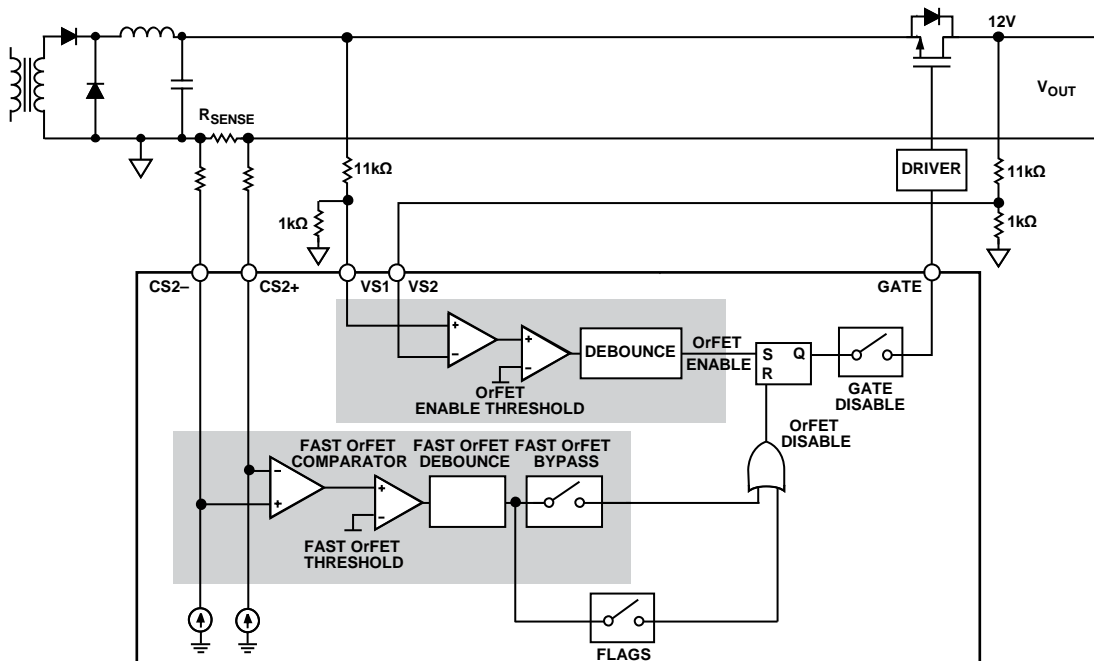 12V
V_OUT
R_SENSE
11kΩ
DRIVER
11kΩ
1kΩ
1kΩ
CS2–
CS2+
VS1
VS2
GATE
+
–
+
–
DEBOUNCE
OrFET
ENABLE
S
R
Q
OrFET
ENABLE THRESHOLD
GATE
DISABLE
OrFET
DISABLE
FAST OrFET
COMPARATOR
FAST OrFET
DEBOUNCE
FAST OrFET
BYPASS
–
+
+
–
FAST OrFET
THRESHOLD
FLAGS